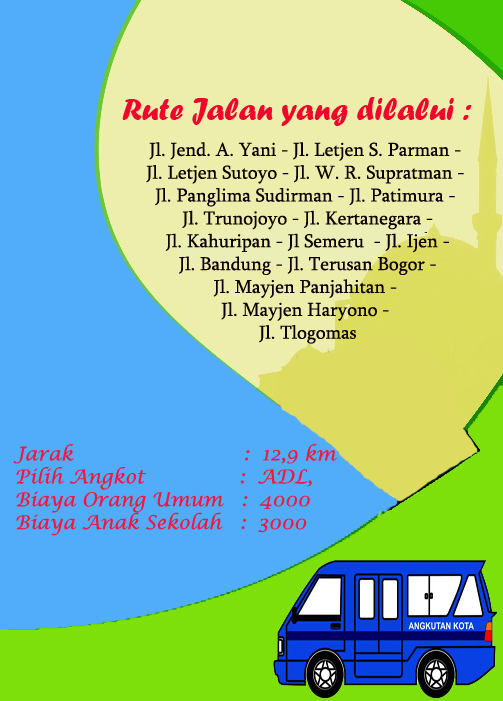 Rute Jalan yang dilalui :
Jl. Jend. A. Yani - Jl. Letjen S. Parman -
Jl. Letjen Sutoyo - Jl. W. R. Supratman -
Jl. Panglima Sudirman - Jl. Patimura -
Jl. Trunojoyo - Jl. Kertanegara -
Jl. Kahuripan - Jl Semeru - Jl. Ijen -
Jl. Bandung - Jl. Terusan Bogor -
Jl. Mayjen Panjahitan -
Jl. Mayjen Haryono -
Jl. Tlogomas
Jarak : 12,9 km
Pilih Angkot : ADL,
Biaya Orang Umum : 4000
Biaya Anak Sekolah : 3000
ANGKUTAN KOTA